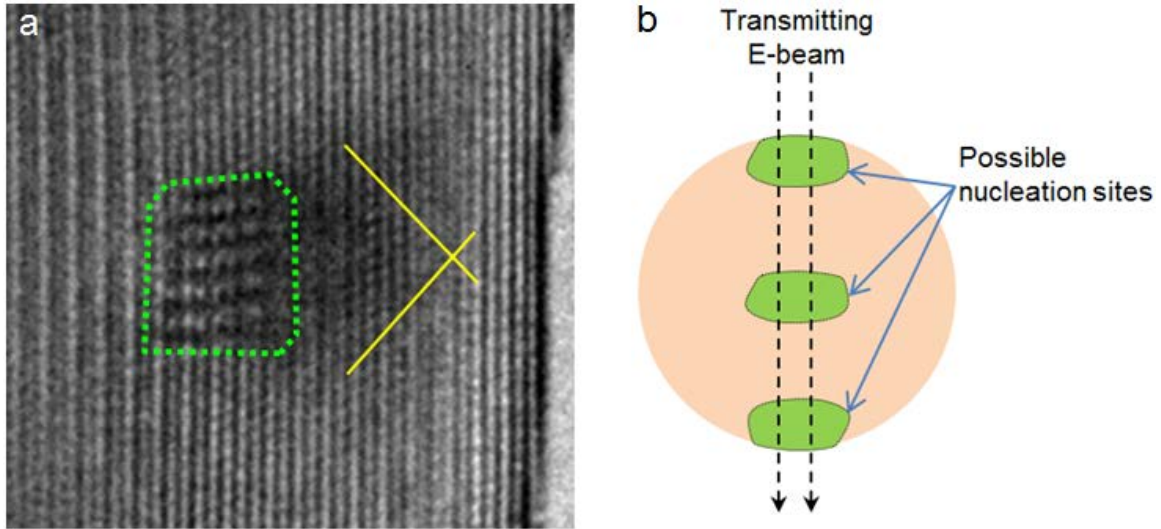 a
b
Transmitting
E-beam
Possible
nucleation sites